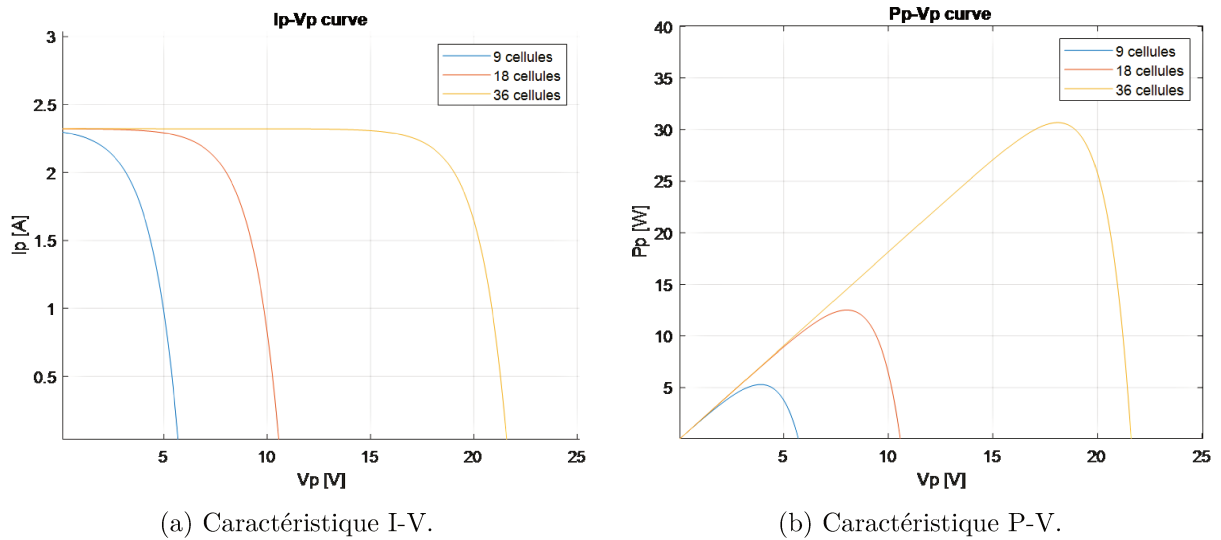 Ip-Vp curve
3
2.5
2
1.5
1
0.5
Ip [A]
5
10
15
20
25
Vp [V]
9 cellules
18 cellules
36 cellules
(a) Caractéristique I-V.
Pp-Vp curve
40
35
30
25
20
15
10
5
Pp [W]
5
10
15
20
25
Vp [V]
9 cellules
18 cellules
36 cellules
(b) Caractéristique P-V.